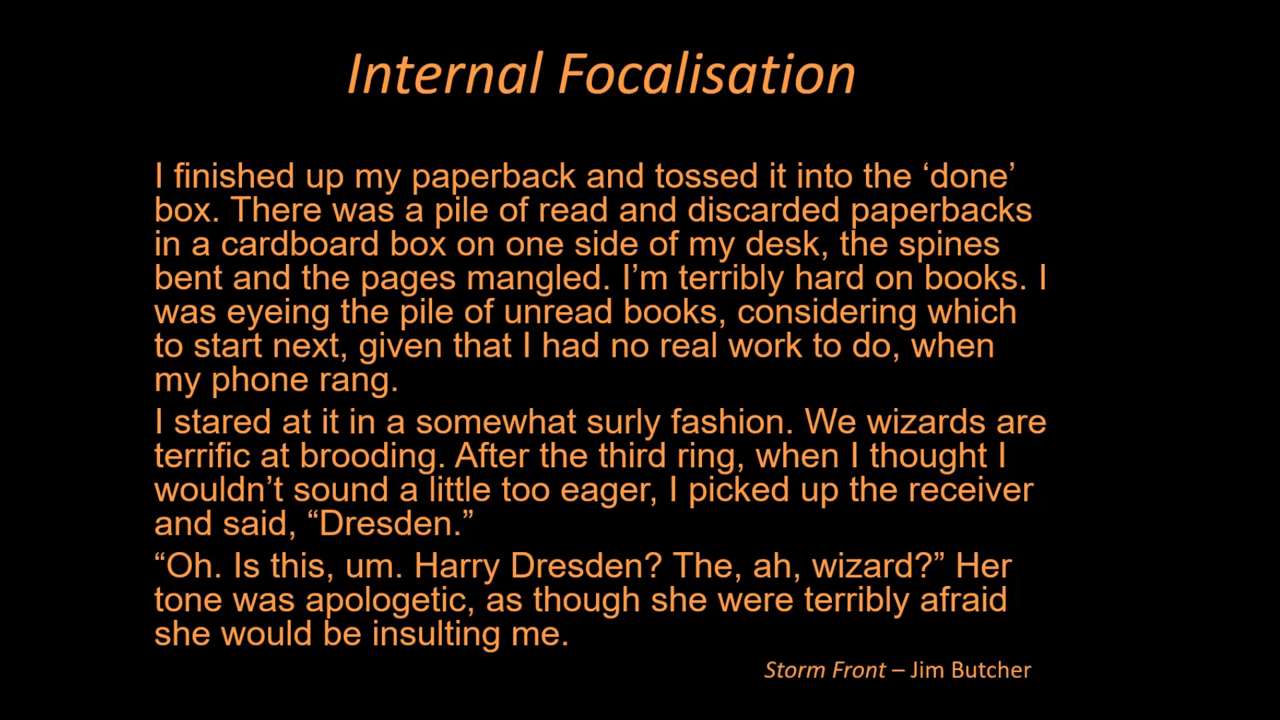 Internal Focalisation
I finished up my paperback and tossed it into the ‘done’
box. There was a pile of read and discarded paperbacks
in a cardboard box on one side of my desk, the spines
bent and the pages mangled. I’m terribly hard on books. I
was eyeing the pile of unread books, considering which
to start next, given that I had no real work to do, when
my phone rang.
I stared at it in a somewhat surly fashion. We wizards are
terrific at brooding. After the third ring, when I thought I
wouldn’t sound a little too eager, I picked up the receiver
and said, “Dresden.”
“Oh. Is this, um. Harry Dresden? The, ah, wizard?” Her
tone was apologetic, as though she were terribly afraid
she would be insulting me.
Storm Front – Jim Butcher